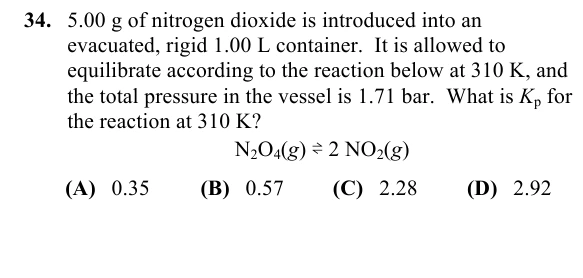 34. 5.00 g of nitrogen dioxide is introduced into an
evacuated, rigid 1.00 L container. It is allowed to
equilibrate according to the reaction below at 310 K, and
the total pressure in the vessel is 1.71 bar. What is Kp for
the reaction at 310 K?
N₂O₄(g) ⇌ 2 NO₂(g)
(A) 0.35 (B) 0.57 (C) 2.28 (D) 2.92